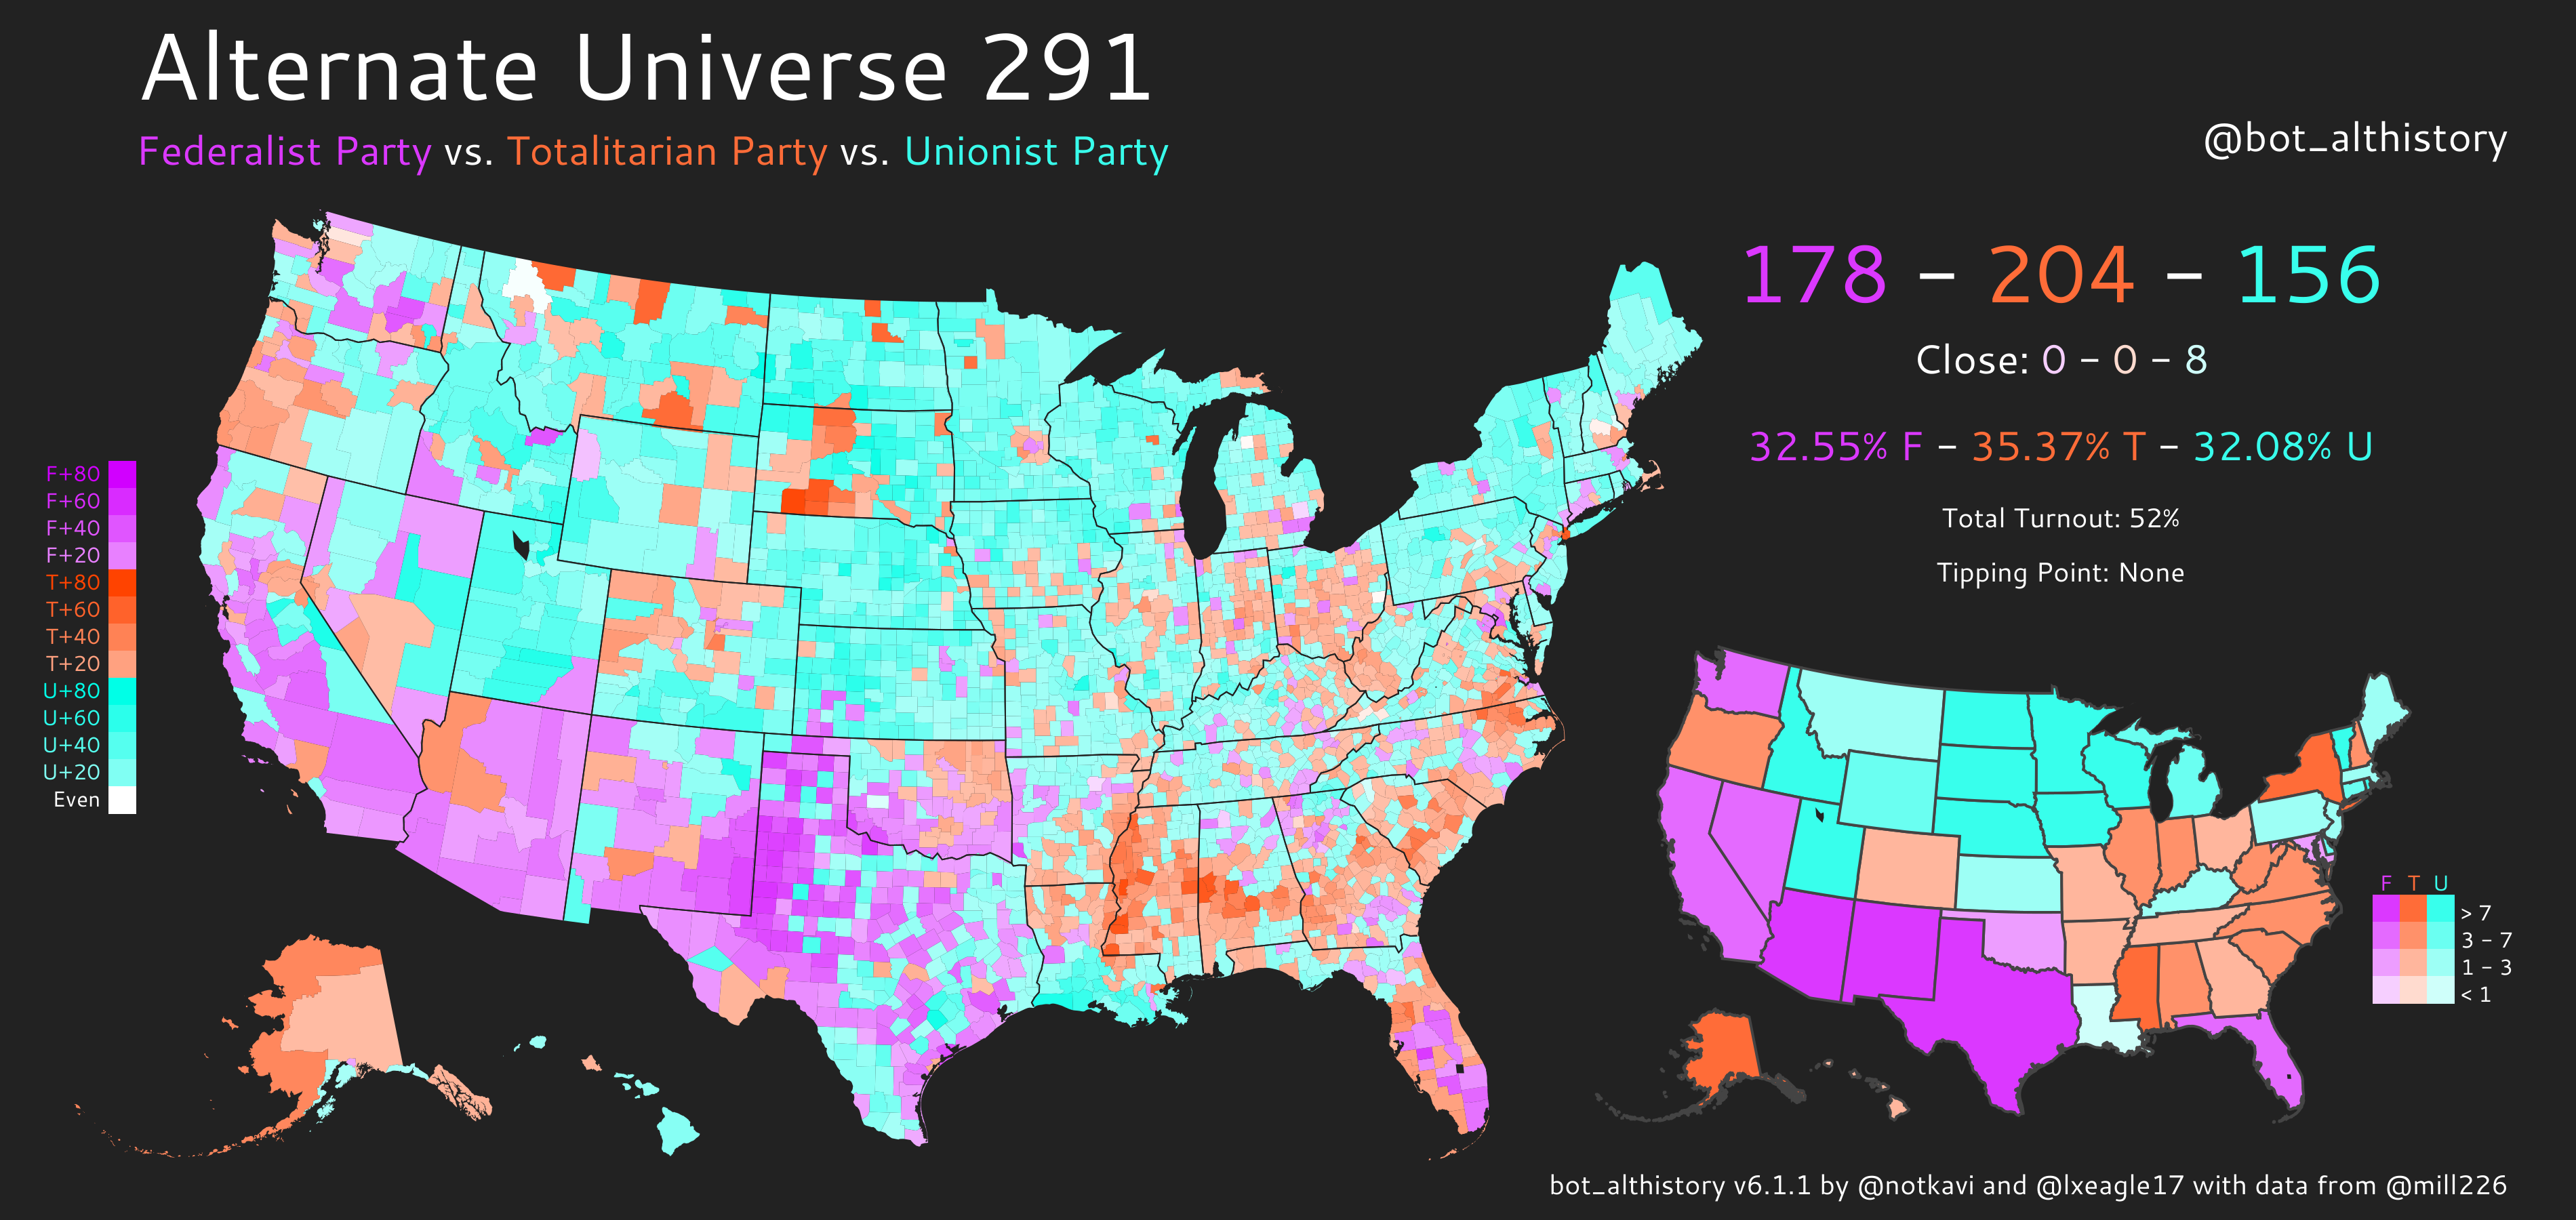 Alternate Universe 291
Federalist Party vs. Totalitarian Party vs. Unionist Party
@bot_althistory
178 - 204 - 156
Close: 0 - 0 - 8
32.55% F - 35.37% T - 32.08% U
Total Turnout: 52%
Tipping Point: None
F+80
F+60
F+40
F+20
T+80
T+60
T+40
T+20
U+80
U+60
U+40
U+20
Even
F T U
> 7
3 - 7
1 - 3
< 1
bot_althistory v6.1.1 by @notkavi and @lxeagle17 with data from @mill226